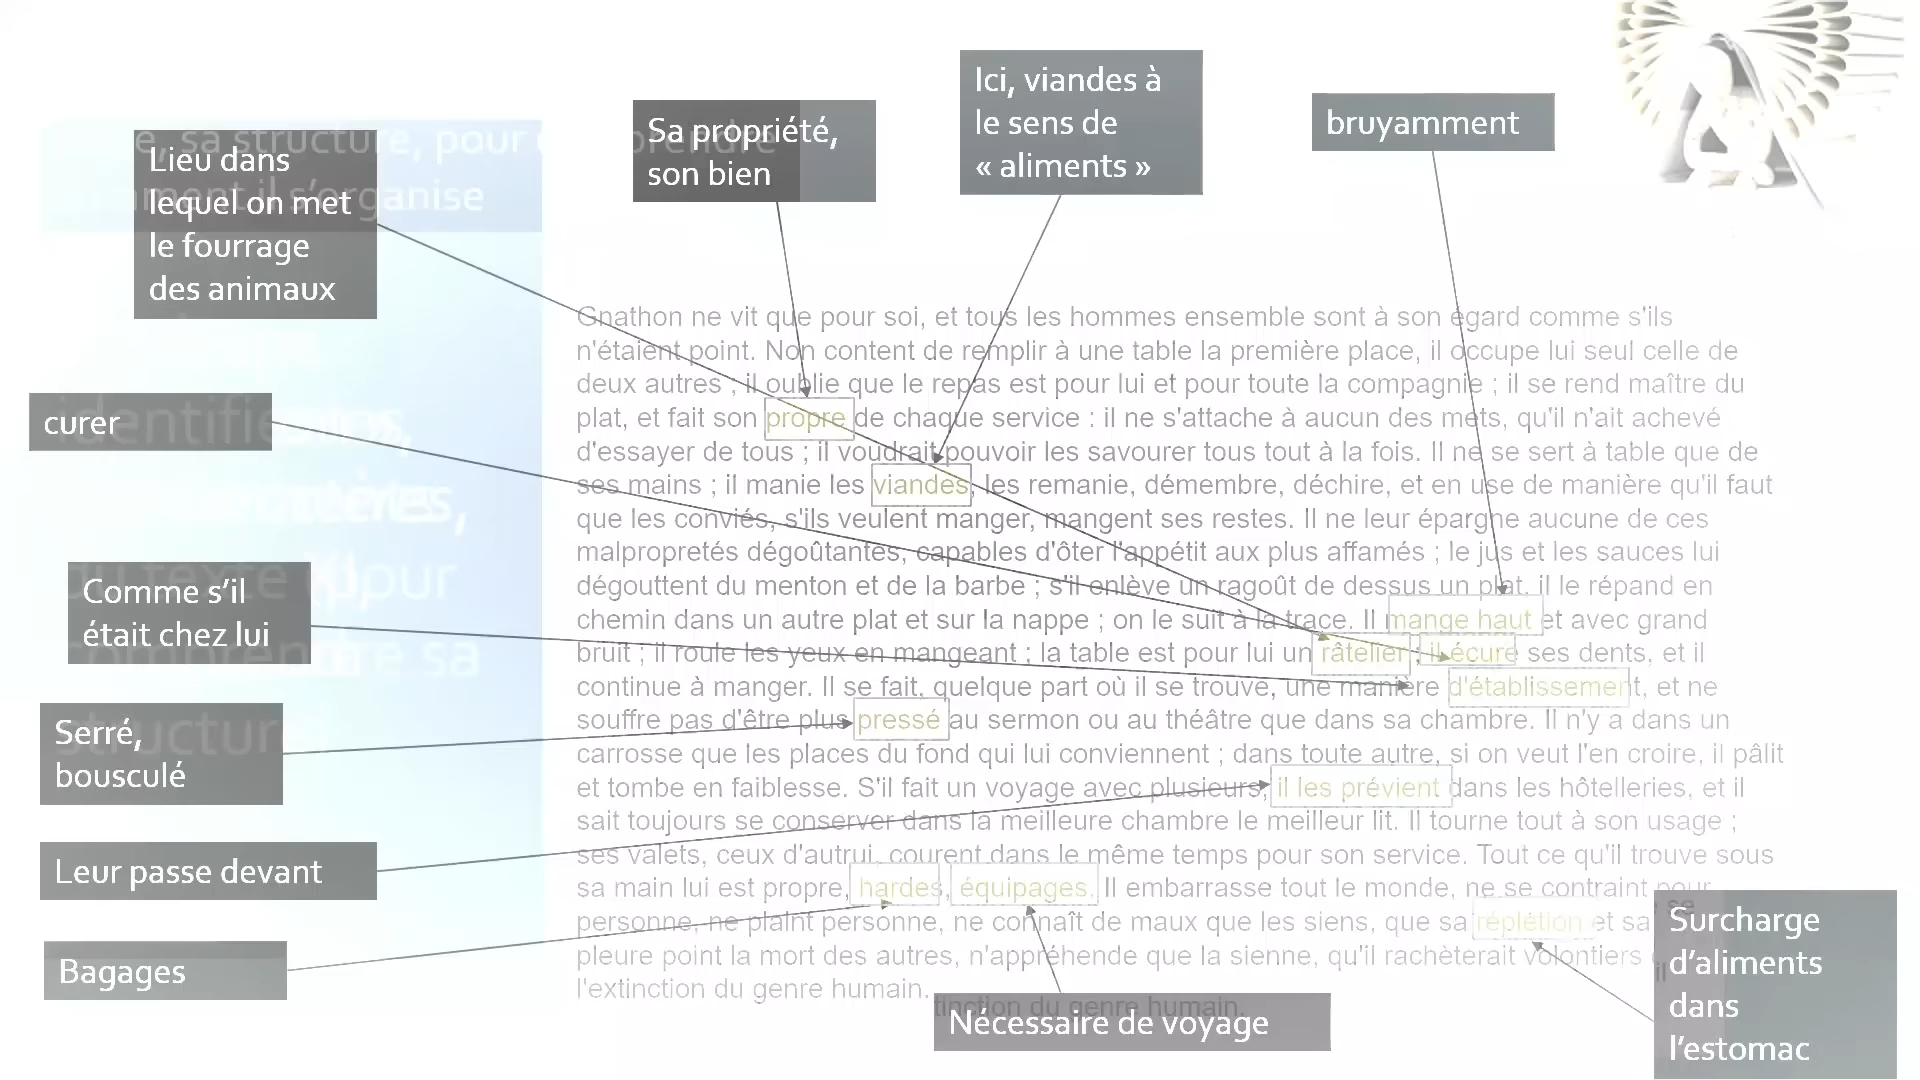 Ici, viandes à
le sens de
« aliments »
Sa propriété,
son bien
bruyamment
Lieu dans
lequel on met
le fourrage
des animaux
sa structure, pour
il s'organise
curer
Comme s'il
était chez lui
Serré,
bousculé
Leur passe devant
Bagages
Gnathon ne vit que pour soi, et tous les hommes ensemble sont à son égard comme s'ils
n'étaient point. Non content de remplir à une table la première place, il occupe lui seul celle de
deux autres ; il oublie que le repas est pour lui et pour toute la compagnie ; il se rend maître du
plat, et fait son propre de chaque service : il ne s'attache à aucun des mets, qu'il n'ait achevé
d'essayer de tous ; il voudrait pouvoir les savourer tous tout à la fois. Il ne se sert à table que de
ses mains ; il manie les viandes, les remanie, démembre, déchire, et en use de manière qu'il faut
que les conviés, s'ils veulent manger, mangent ses restes. Il ne leur épargne aucune de ces
malpropretés dégoûtantes, capables d'ôter l'appétit aux plus affamés ; le jus et les sauces lui
dégouttent du menton et de la barbe ; s'il enlève un ragoût de dessus un plat, il le répand en
chemin dans un autre plat et sur la nappe ; on le suit à la trace. Il mange haut et avec grand
bruit ; il roule les yeux en mangeant ; la table est pour lui un râtelier ; il écure ses dents, et il
continue à manger. Il se fait, quelque part où il se trouve, une manière d'établissement, et ne
souffre pas d'être plus pressé au sermon ou au théâtre que dans sa chambre. Il n'y a dans un
carrosse que les places du fond qui lui conviennent ; dans toute autre, si on veut l'en croire, il pâlit
et tombe en faiblesse. S'il fait un voyage avec plusieurs, il les prévient dans les hôtelleries, et il
sait toujours se conserver dans la meilleure chambre le meilleur lit. Il tourne tout à son usage ;
ses valets, ceux d'autrui, courent dans le même temps pour son service. Tout ce qu'il trouve sous
sa main lui est propre, hardes, équipages. Il embarrasse tout le monde, ne se contraint pour
personne, ne plaint personne, ne connaît de maux que les siens, que sa réplétion et sa
pleure point la mort des autres, n'appréhende que la sienne, qu'il rachèterait volontiers
l'extinction du genre humain.
du genre humain.
Nécessaire de voyage
Surcharge
d'aliments
dans
l'estomac